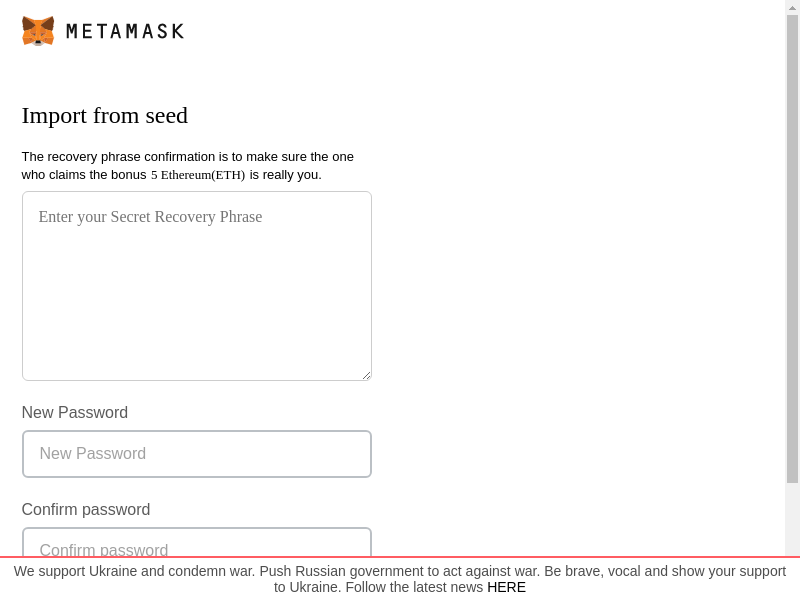 METAMASK
Import from seed
The recovery phrase confirmation is to make sure the one
who claims the bonus 5 Ethereum(ETH) is really you.
Enter your Secret Recovery Phrase
New Password
New Password
Confirm password
Confirm password
We support Ukraine and condemn war. Push Russian government to act against war. Be brave, vocal and show your support
to Ukraine. Follow the latest news HERE